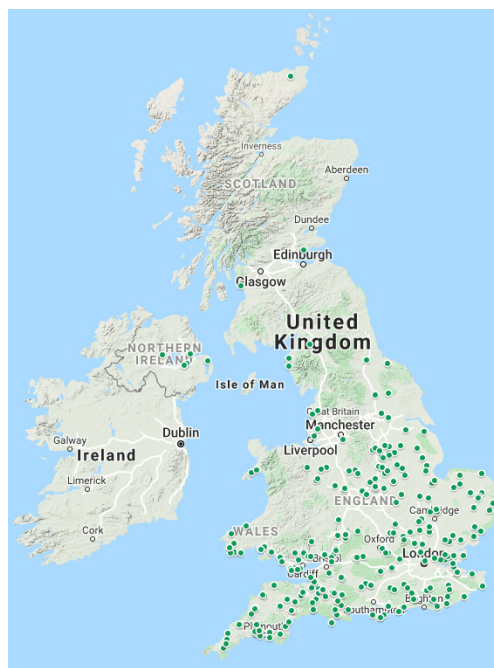 Inverness
Aberdeen
SCOTLAND
Dundee
Edinburgh
Glasgow
United
Kingdom
NORTHERN
IRELAND
Isle of Man
Great Britain
Manchester
Dublin
Galway
Ireland
Liverpool
Limerick
ENGLAND
Cambridge
Cork
WALES
Oxford
London
Bristol
Cardiff
Southampton
Brighton
Plymouth